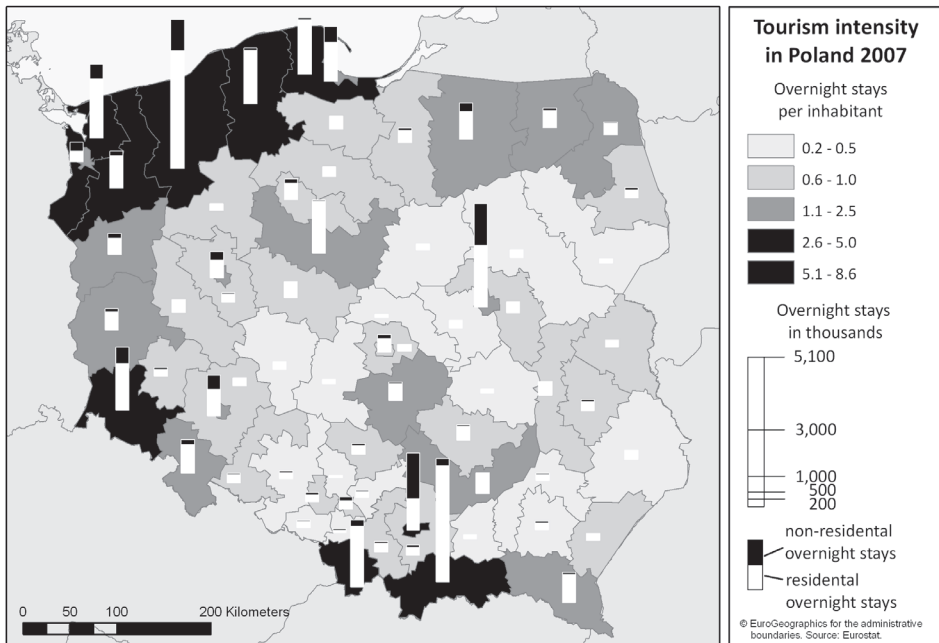 Tourism intensity
in Poland 2007
Overnight stays
per inhabitant
0.2 - 0.5
0.6 - 1.0
1.1 - 2.5
2.6 - 5.0
5.1 - 8.6
Overnight stays
in thousands
5,100
3,000
1,000
500
200
non-residental
overnight stays
residental
overnight stays
© EuroGeographics for the administrative
boundaries. Source: Eurostat.
0 50 100 200 Kilometers